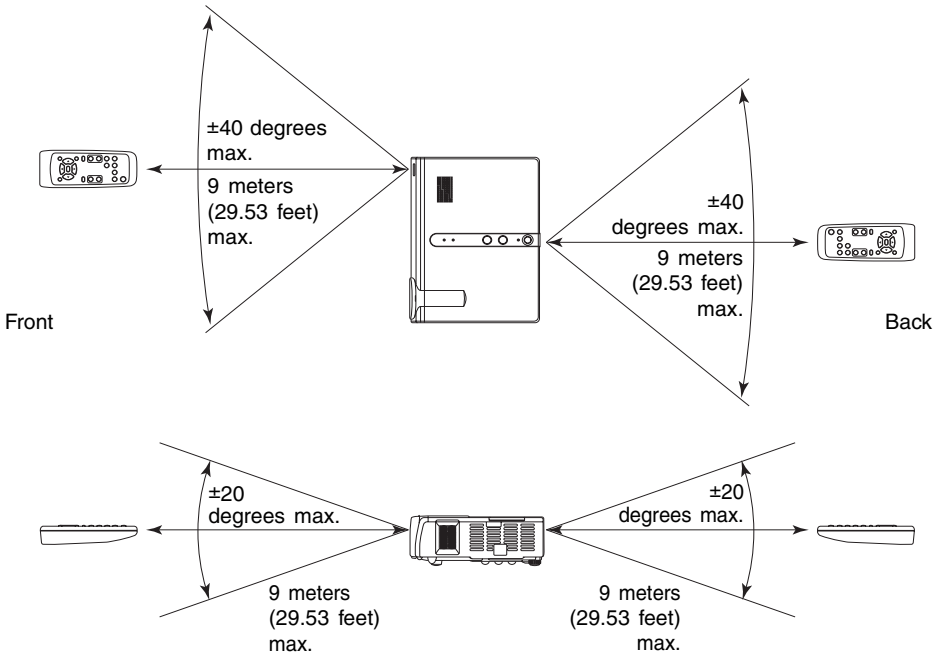 ±40 degrees
max.
9 meters
(29.53 feet)
max.
±40
degrees max.
9 meters
(29.53 feet)
max.
Front
Back
±20
degrees max.
9 meters
(29.53 feet)
max.
±20
degrees max.
9 meters
(29.53 feet)
max.